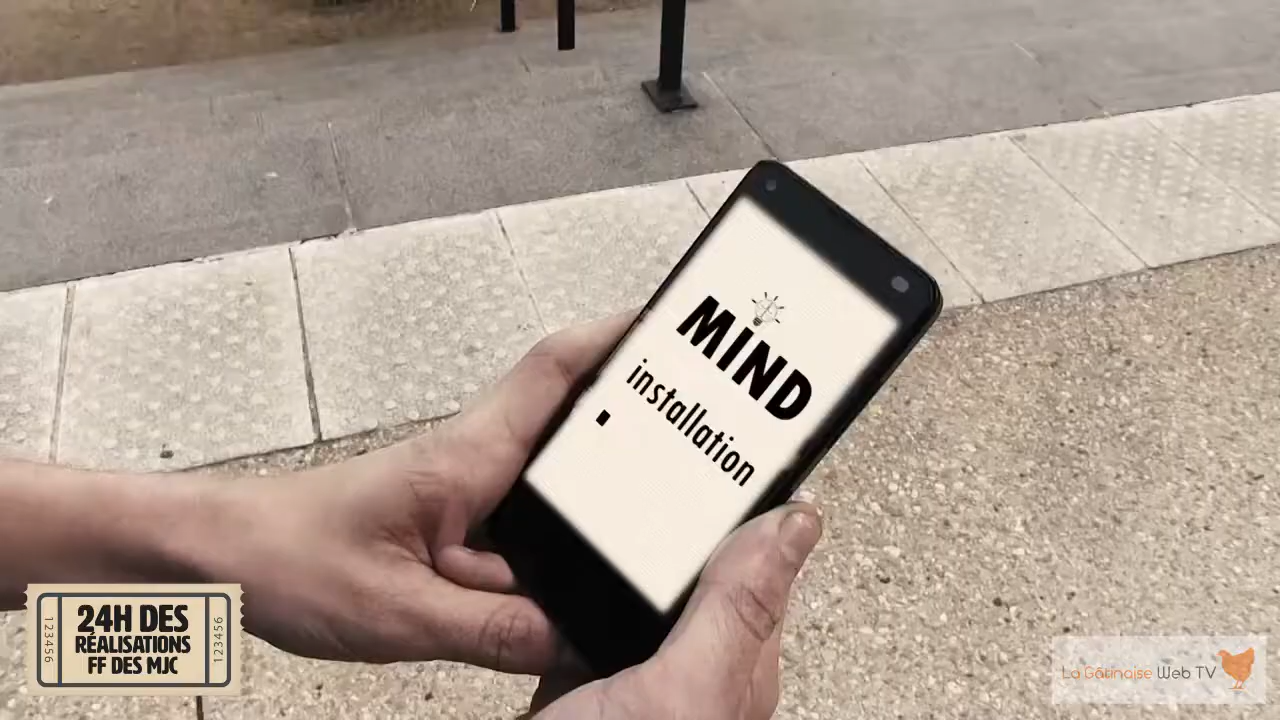 MIND
installation
24H DES
RÉALISATIONS
FF DES MJC
123456
123456
La Gâtinaise Web TV